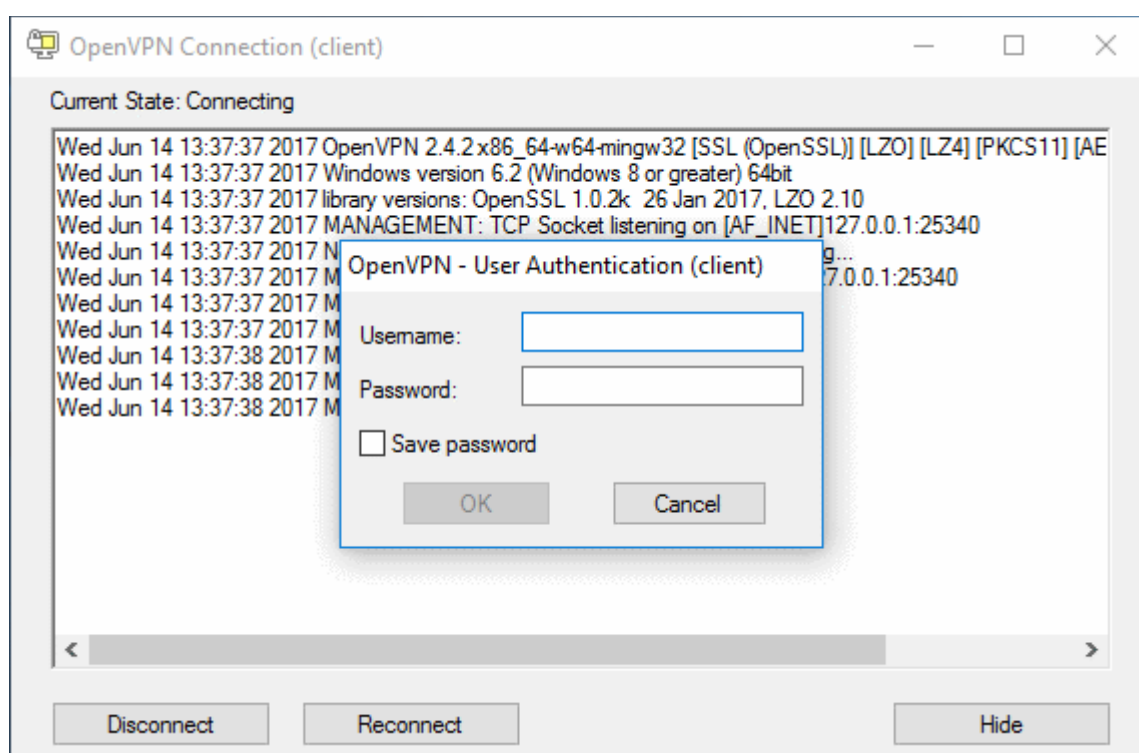 OpenVPN Connection (client)
Current State: Connecting
Wed Jun 14 13:37:37 2017 OpenVPN 2.4.2 x86_64-w64-mingw32 [SSL (OpenSSL)] [LZO] [LZ4] [PKCS11] [AE
Wed Jun 14 13:37:37 2017 Windows version 6.2 (Windows 8 or greater) 64bit
Wed Jun 14 13:37:37 2017 library versions: OpenSSL 1.0.2k 26 Jan 2017, LZO 2.10
Wed Jun 14 13:37:37 2017 MANAGEMENT: TCP Socket listening on [AF_INET]127.0.0.1:25340
Wed Jun 14 13:37:37 2017 N g...
Wed Jun 14 13:37:37 2017 M 27.0.0.1:25340
Wed Jun 14 13:37:37 2017 M
Wed Jun 14 13:37:37 2017 M
Wed Jun 14 13:37:38 2017 M
Wed Jun 14 13:37:38 2017 M
Wed Jun 14 13:37:38 2017 M
OpenVPN - User Authentication (client)
Username:
Password:
Save password
OK Cancel
Disconnect Reconnect Hide